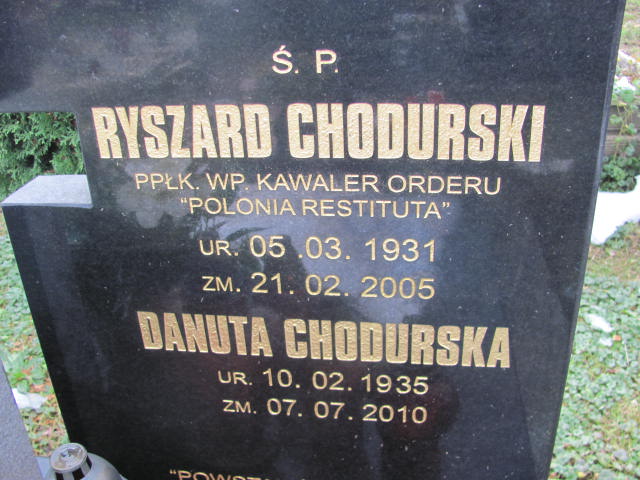 Ś. P.
RYSZARD CHODURSKI
PPŁK. WP. KAWALER ORDERU
"POLONIA RESTITUTA"
UR. 05 .03. 1931
ZM. 21. 02. 2005
DANUTA CHODURSKA
UR. 10. 02. 1935
ZM. 07. 07. 2010